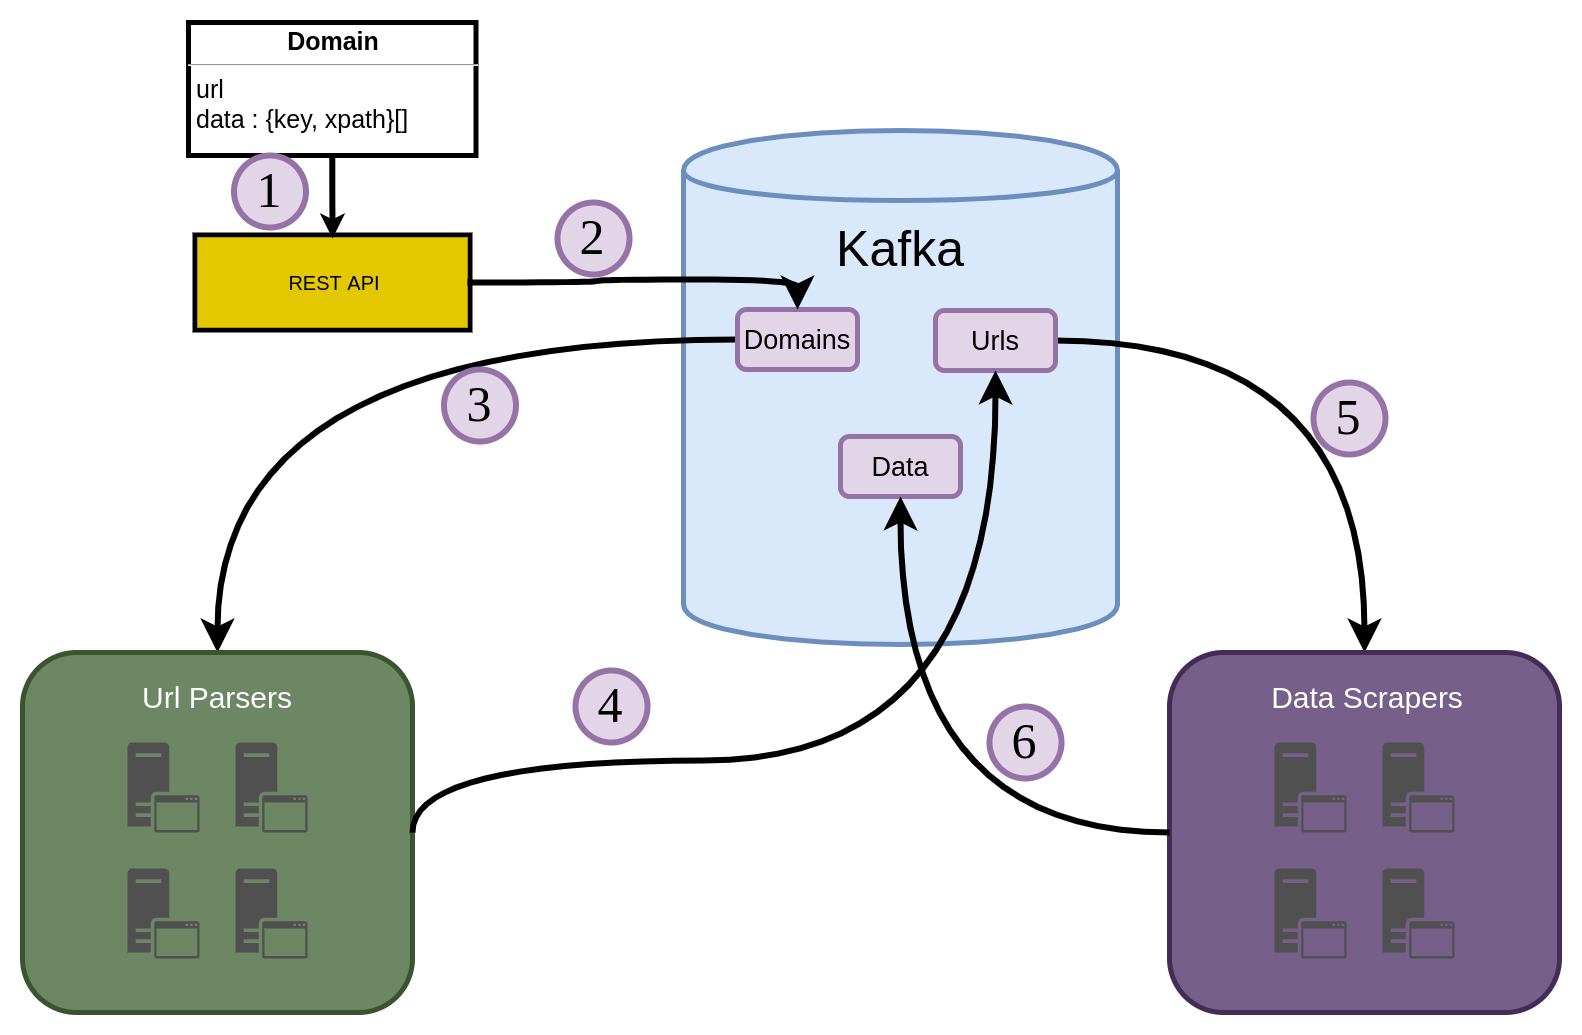 Domain
url
data : {key, xpath}[]
1
REST API
2
Kafka
Domains
Urls
3
5
Data
4
6
Url Parsers
Data Scrapers